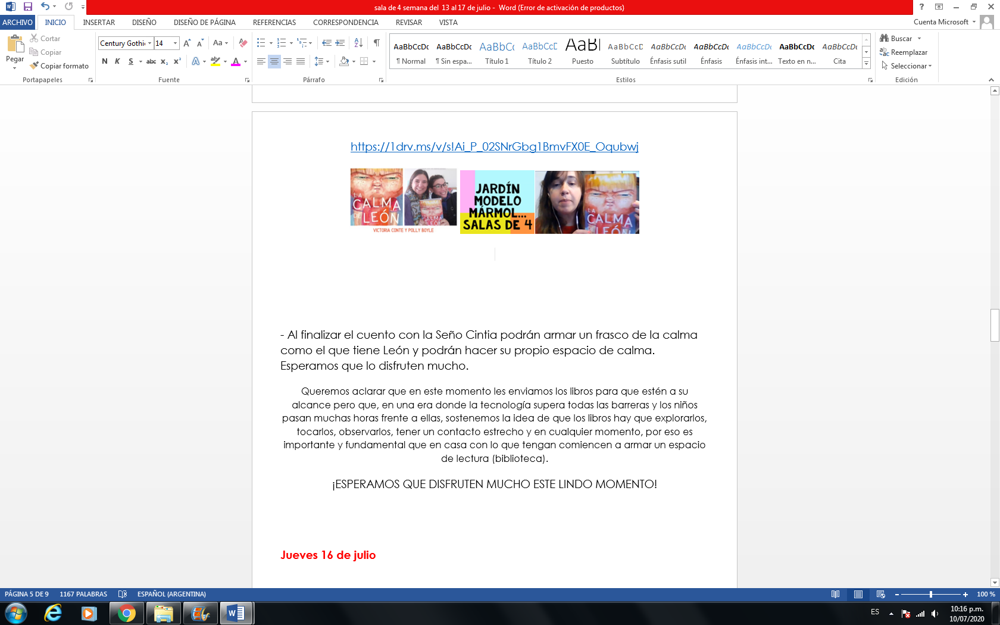 sala de 4 semana del 13 al 17 de julio - Word (Error de activación de productos)
ARCHIVO INICIO INSERTAR DISEÑO DISEÑO DE PÁGINA REFERENCIAS CORRESPONDENCIA REVISAR VISTA Cuenta Microsoft
Pegar
Cortar
Copiar
Copiar formato
Portapapeles
Century Gothi 14
Aa
N K S abc x₂ x² A ab A
Fuente
Párrafo
AaBbCcDc AaBbCcDc AaBbCc AaBbCcD AaBl AaBbCcD AaBbCcDc AaBbCcDc AaBbCcDc AaBbCcDc AaBbCcDc
¶ Normal ¶ Sin espa... Título 1 Título 2 Puesto Subtítulo Énfasis sutil Énfasis Énfasis int... Texto en n... Cita
Estilos
Buscar
Reemplazar
Seleccionar
Edición
https://1drv.ms/v/s!Ai_P_02SNrGbg1BmvFX0E_Oqubwj
LA
CALMA
DE LEÓN
VICTORIA CONTE Y POLLY BOYLE
JARDÍN
MODELO
MÁRMOL...
SALAS DE 4
LA
CALMA
LEÓN
- Al finalizar el cuento con la Seño Cintia podrán armar un frasco de la calma
como el que tiene León y podrán hacer su propio espacio de calma.
Esperamos que lo disfruten mucho.
Queremos aclarar que en este momento les enviamos los libros para que estén a su
alcance pero que, en una era donde la tecnología supera todas las barreras y los niños
pasan muchas horas frente a ellas, sostenemos la idea de que los libros hay que explorarlos,
tocarlos, observarlos, tener un contacto estrecho y en cualquier momento, por eso es
importante y fundamental que en casa con lo que tengan comiencen a armar un espacio
de lectura (biblioteca).
¡ESPERAMOS QUE DISFRUTEN MUCHO ESTE LINDO MOMENTO!
Jueves 16 de julio
PÁGINA 5 DE 9 1167 PALABRAS ESPAÑOL (ARGENTINA) 100 %
ES
10:16 p.m.
10/07/2020